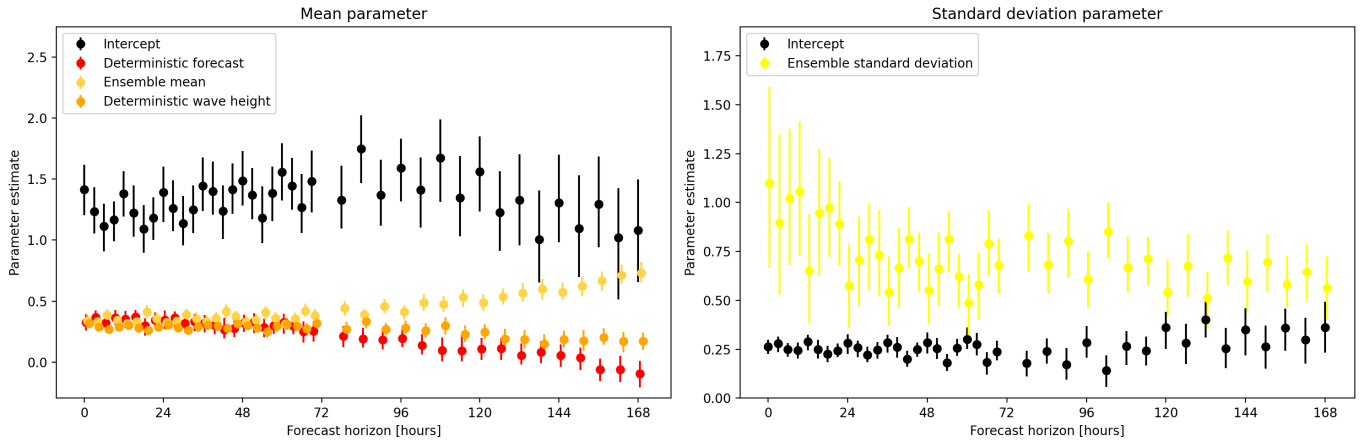 Mean parameter
Intercept
Deterministic forecast
Ensemble mean
Deterministic wave height
Parameter estimate
2.5
2.0
1.5
1.0
0.5
0.0
0 24 48 72 96 120 144 168
Forecast horizon [hours]
Standard deviation parameter
Intercept
Ensemble standard deviation
Parameter estimate
1.75
1.50
1.25
1.00
0.75
0.50
0.25
0.00
0 24 48 72 96 120 144 168
Forecast horizon [hours]